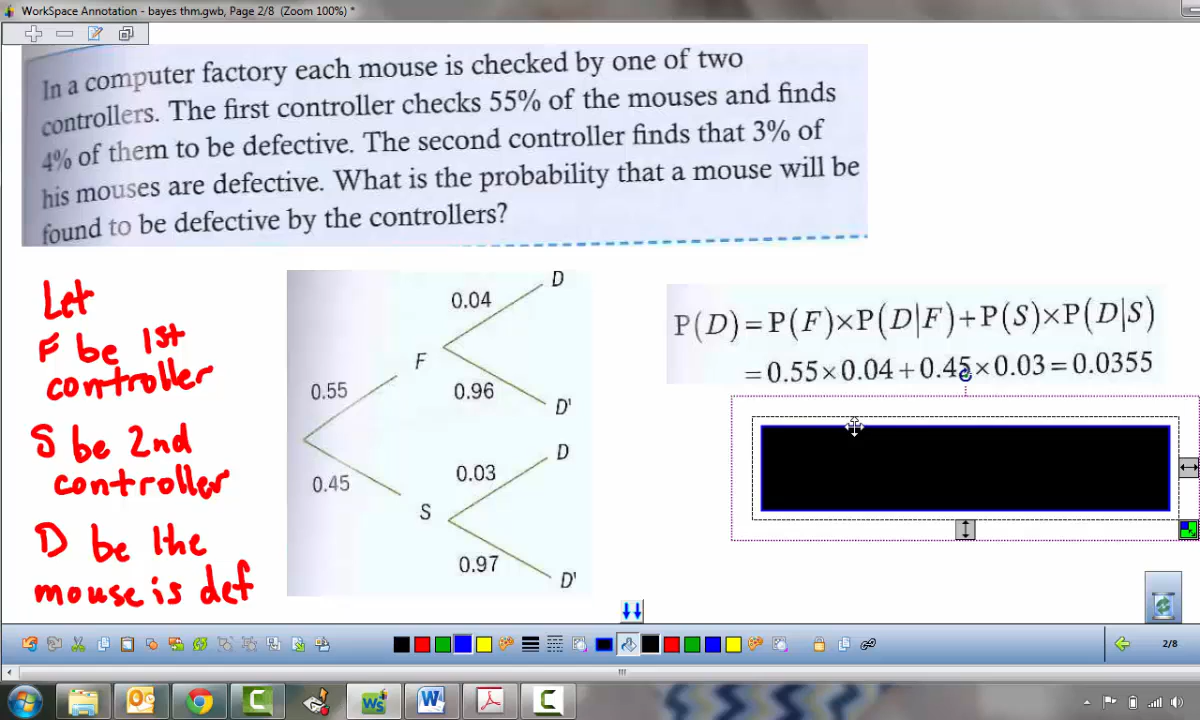 WorkSpace Annotation - bayes thm.gwb, Page 2/8 (Zoom 100%) *
In a computer factory each mouse is checked by one of two
controllers. The first controller checks 55% of the mouses and finds
4% of them to be defective. The second controller finds that 3% of
his mouses are defective. What is the probability that a mouse will be
found to be defective by the controllers?
Let
F be 1st
controller
S be 2nd
controller
D be the
mouse is def
0.55
0.45
F
S
0.04
0.96
0.03
0.97
D
D'
D
D'
P(D)=P(F)×P(D|F)+P(S)×P(D|S)
=0.55×0.04+0.45×0.03=0.0355
2/8